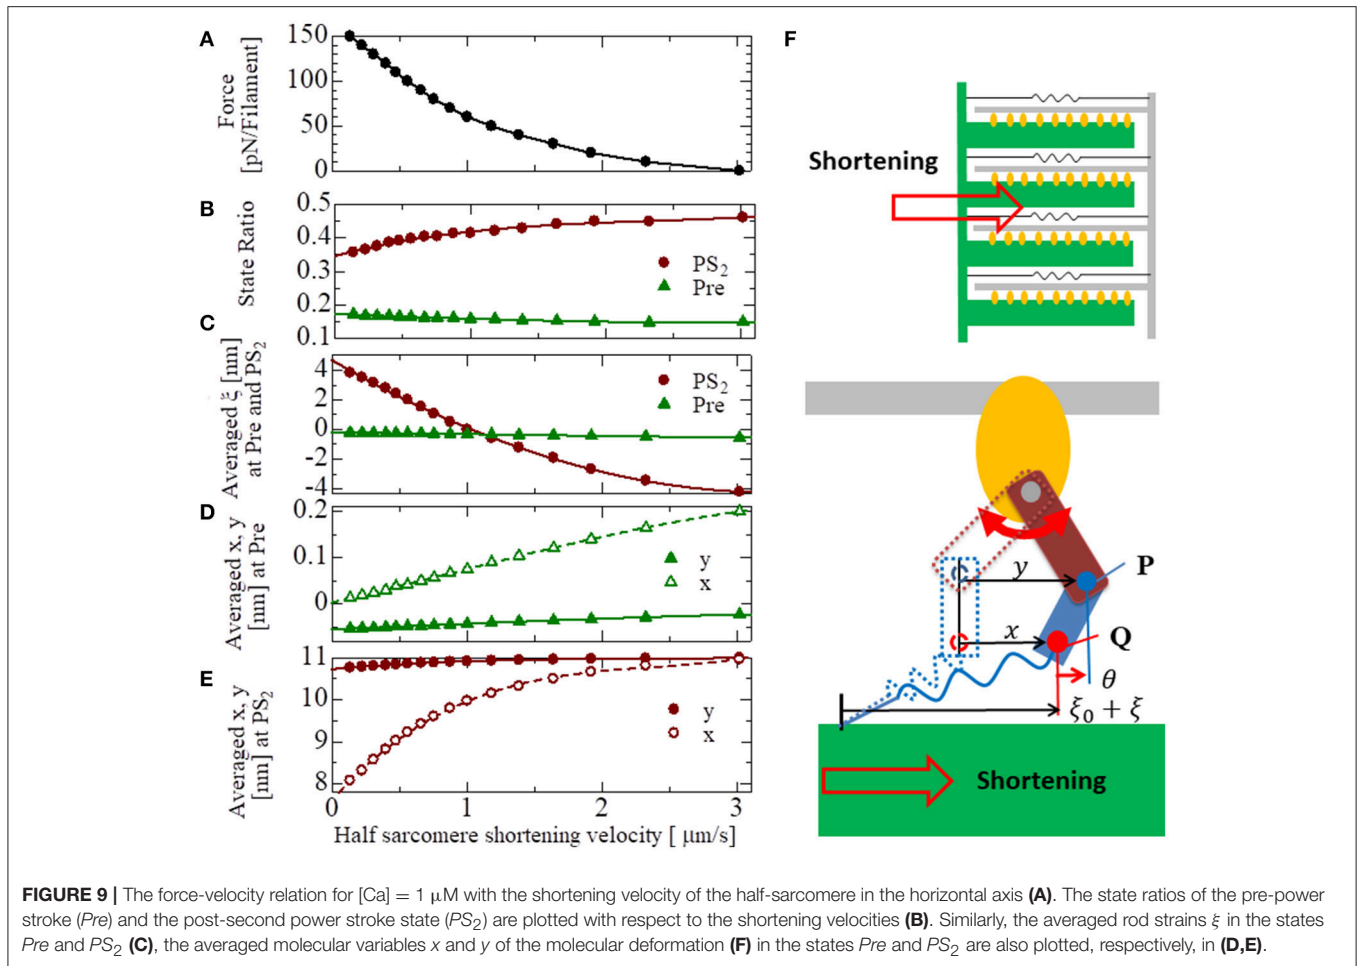 A
Force
[pN/Filament]
150
100
50
0
B
State Ratio
0.5
0.4
0.3
0.2
0.1
PS2
Pre
C
Averaged ξ [nm]
at Pre and PS2
4
2
0
-2
-4
PS2
Pre
D
Averaged x, y
[nm] at Pre
0.2
0.1
0
y
x
E
Averaged x, y
[nm] at PS2
11
10
9
8
y
x
0 1 2 3
Half sarcomere shortening velocity [ μm/s]
F
Shortening
y
P
x
Q
θ
ξ0 + ξ
Shortening
FIGURE 9 | The force-velocity relation for [Ca] = 1 μM with the shortening velocity of the half-sarcomere in the horizontal axis (A). The state ratios of the pre-power
stroke (Pre) and the post-second power stroke state (PS2) are plotted with respect to the shortening velocities (B). Similarly, the averaged rod strains ξ in the states
Pre and PS2 (C), the averaged molecular variables x and y of the molecular deformation (F) in the states Pre and PS2 are also plotted, respectively, in (D,E).